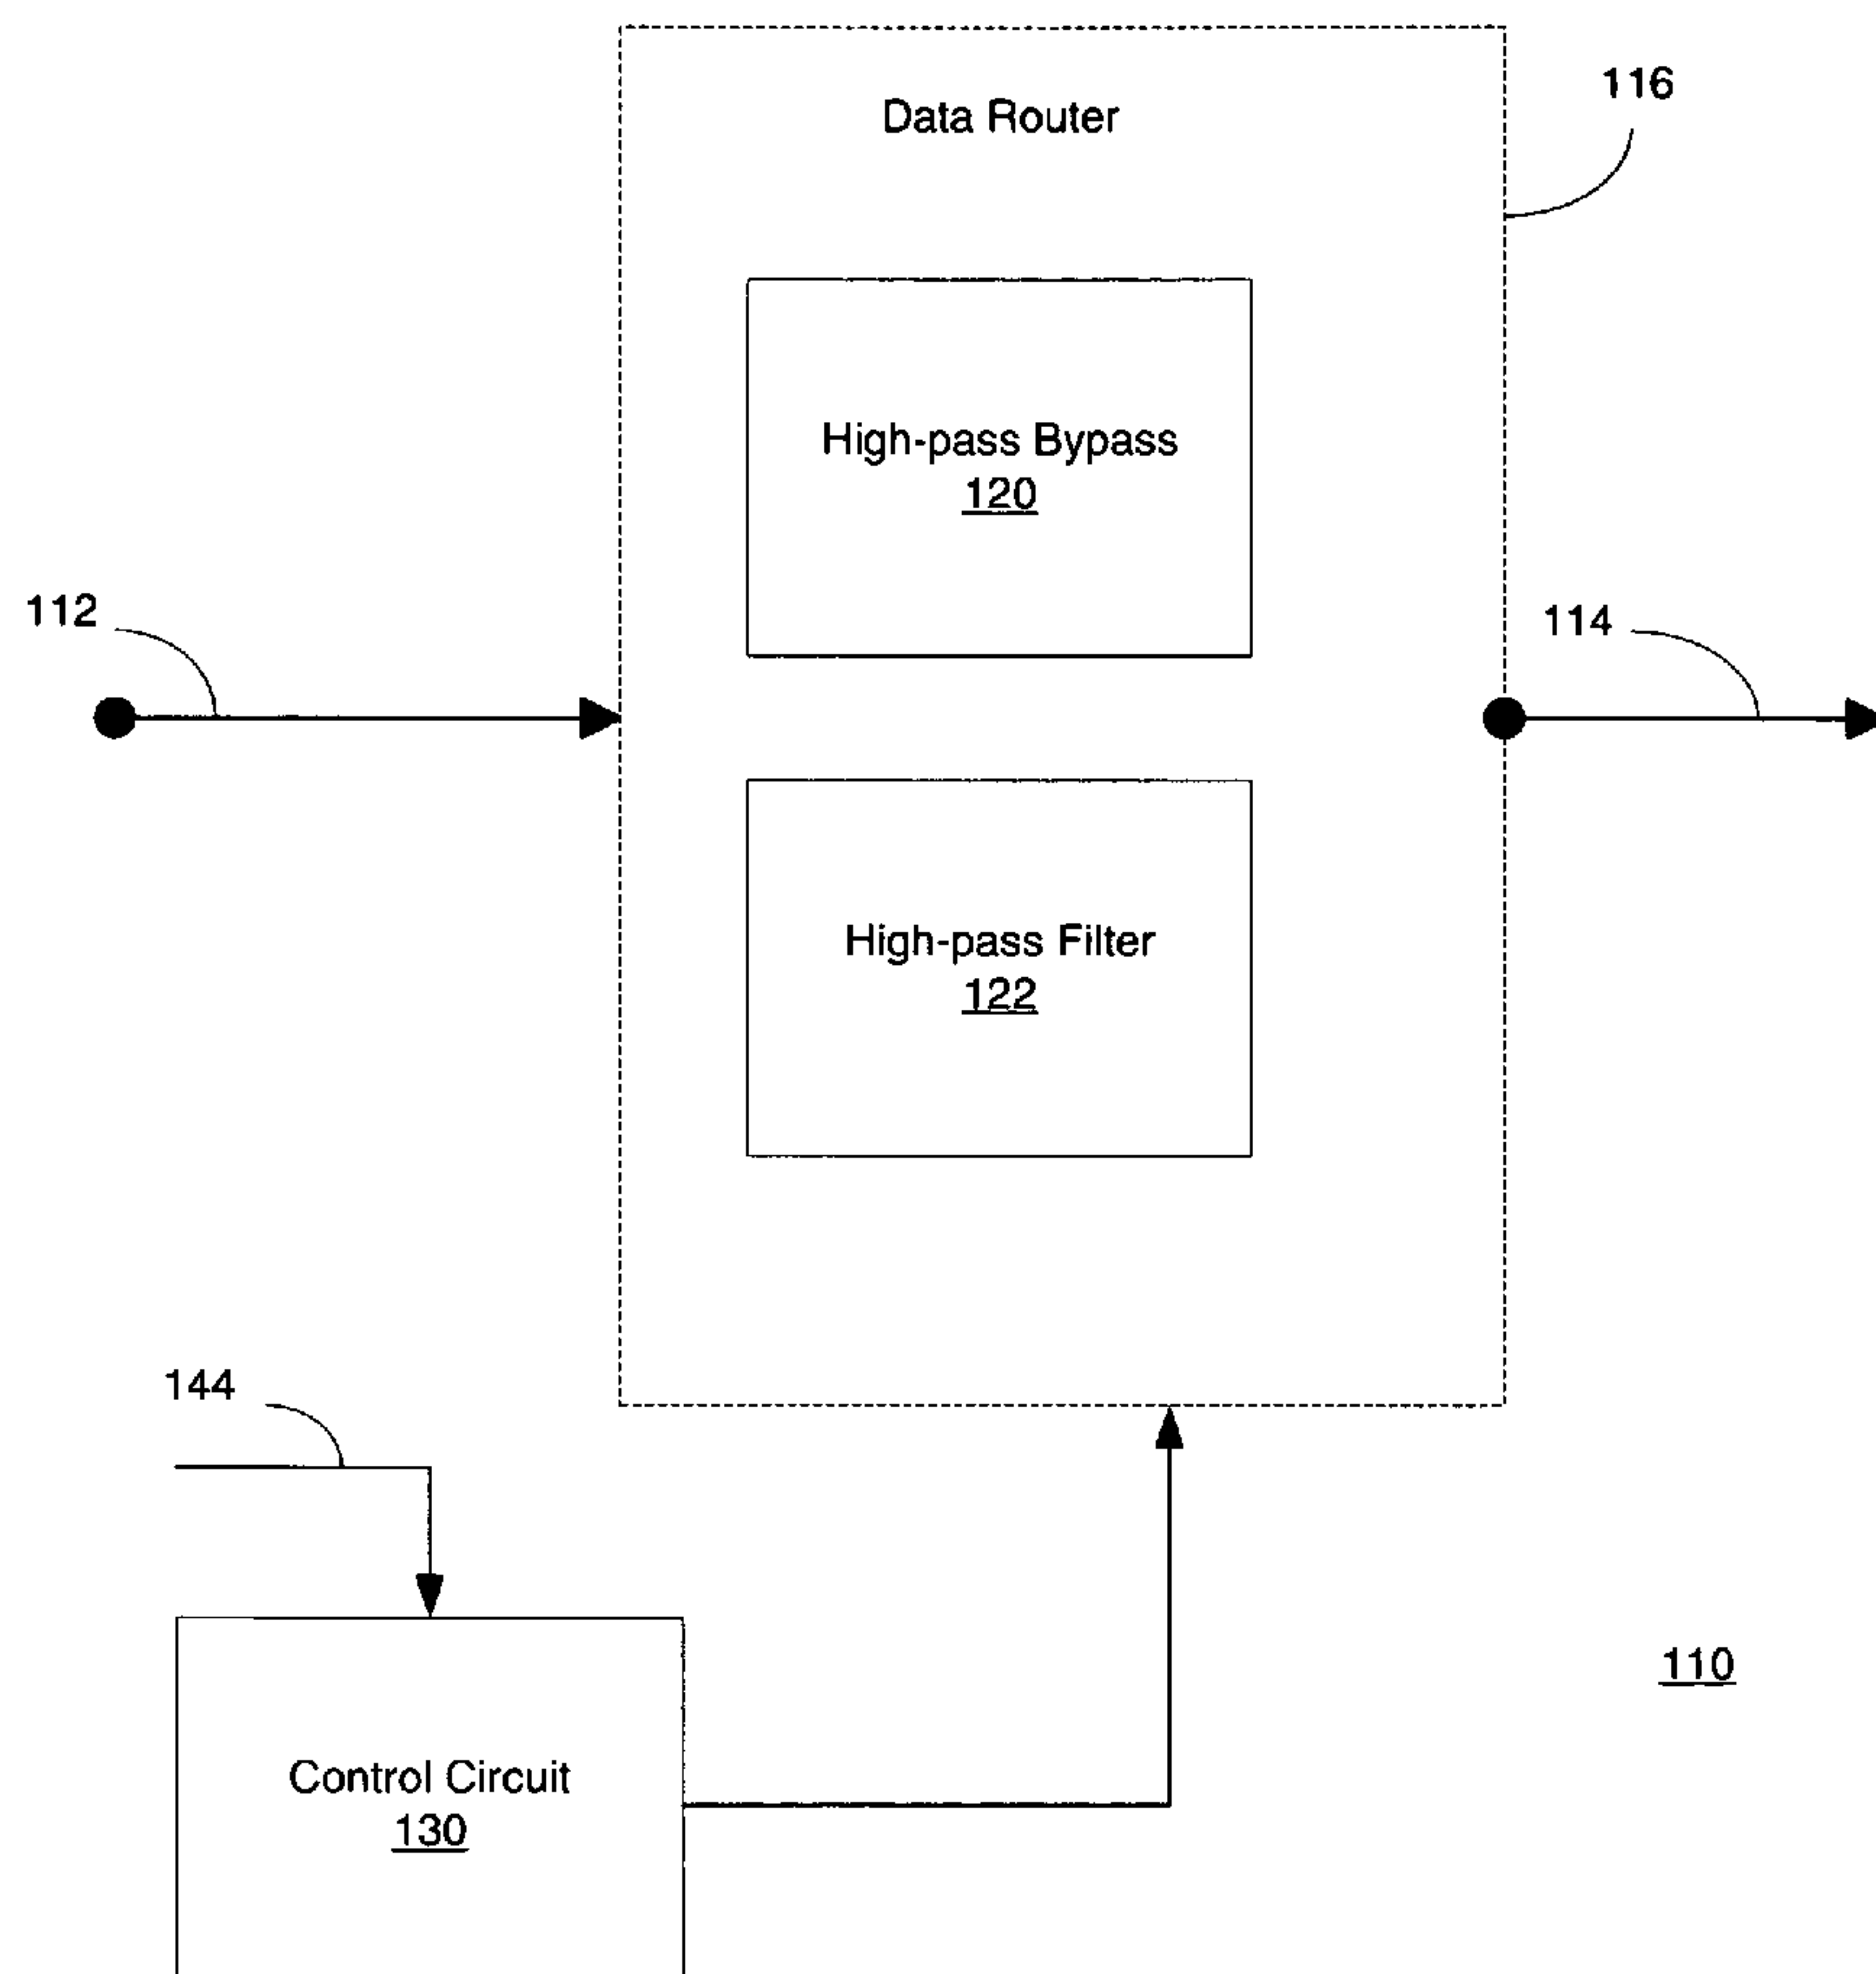 116
Data Router
High-pass Bypass
120
112
114
High-pass Filter
122
144
110
Control Circuit
130